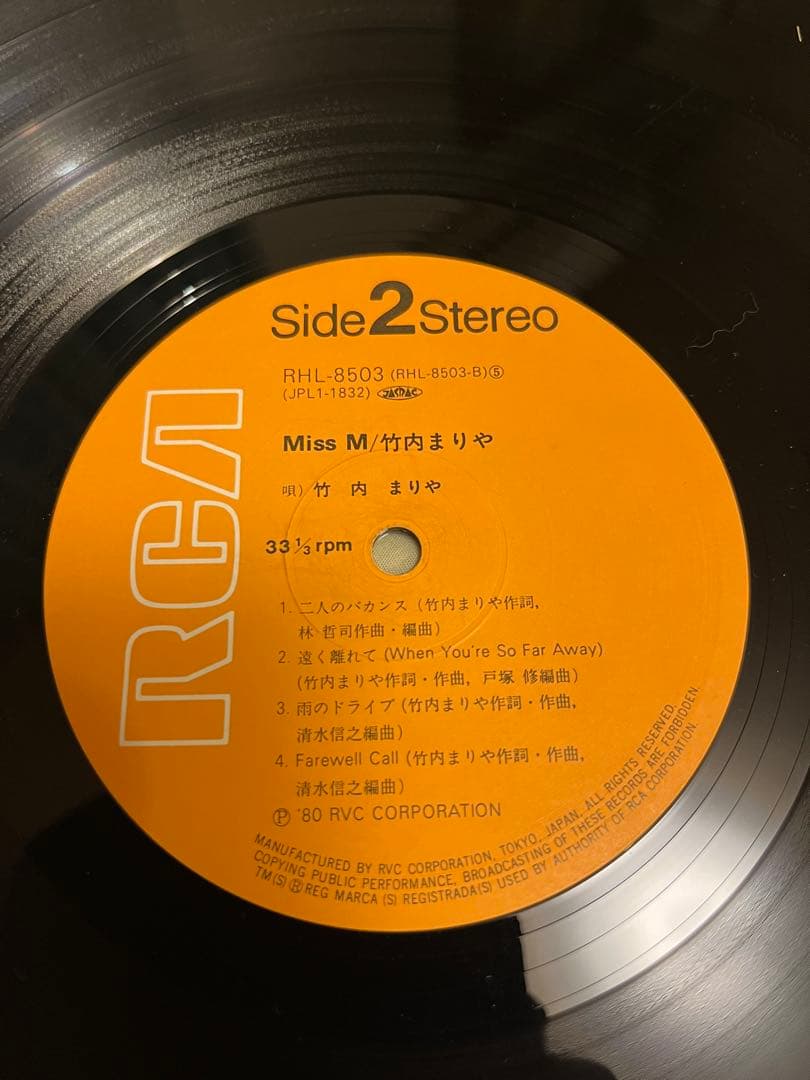 Side 2 Stereo
RHL-8503 (RHL-8503-B)⑤
(JPL1-1832) JASRAC
Miss M/竹内まりや
唄) 竹 内 まりや
33 1/3 rpm
RCA
1. 二人のバカンス (竹内まりや作詞,
林 哲司作曲・編曲)
2. 遠く離れて (When You're So Far Away)
(竹内まりや作詞・作曲, 戸塚 修編曲)
3. 雨のドライブ (竹内まりや作詞・作曲,
清水信之編曲)
4. Farewell Call (竹内まりや作詞・作曲,
清水信之編曲)
Ⓟ '80 RVC CORPORATION
MANUFACTURED BY RVC CORPORATION, TOKYO, JAPAN. ALL RIGHTS RESERVED.
COPYING PUBLIC PERFORMANCE, BROADCASTING OF THESE RECORDS ARE FORBIDDEN.
TM(S) ® REG MARCA (S) REGISTRADA(S) USED BY AUTHORITY OF RCA CORPORATION.